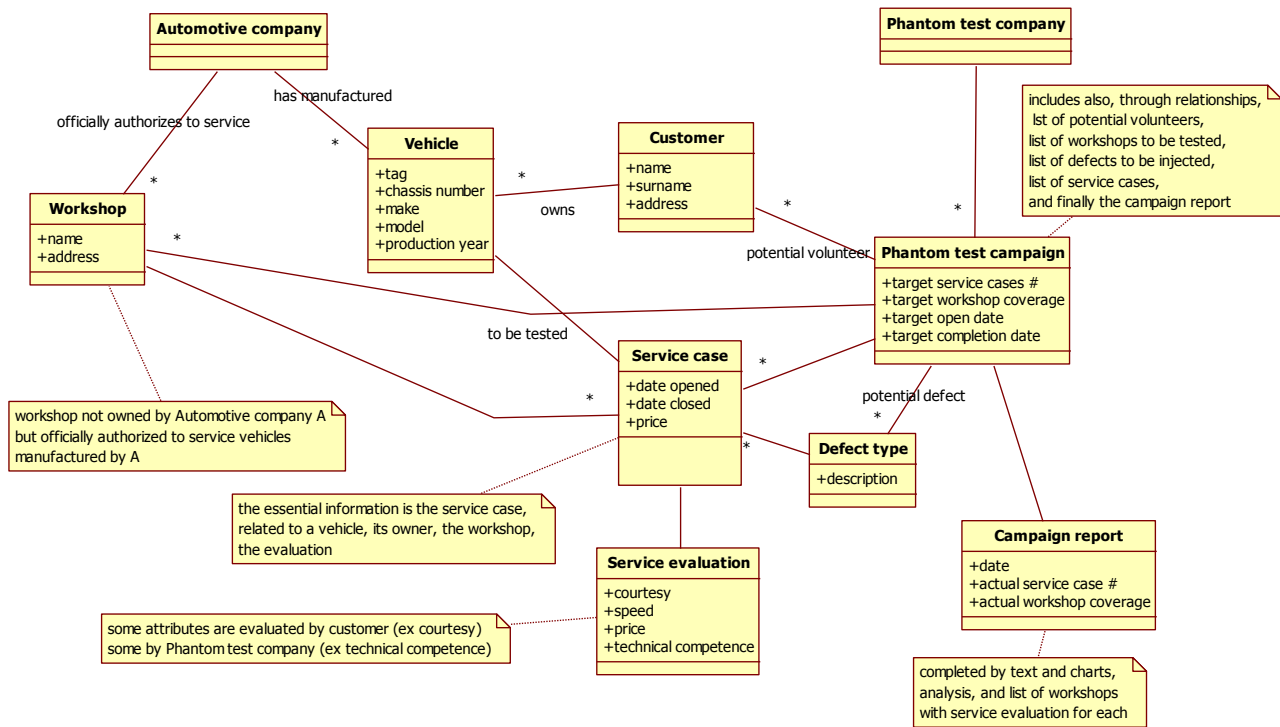 Automotive company
Phantom test company
has manufactured
officially authorizes to service
*
*
includes also, through relationships,
lst of potential volunteers,
list of workshops to be tested,
list of defects to be injected,
list of service cases,
and finally the campaign report
Vehicle
+tag
+chassis number
+make
+model
+production year
*
owns
Customer
+name
+surname
+address
*
*
potential volunteer
Workshop
+name
+address
*
Phantom test campaign
+target service cases #
+target workshop coverage
+target open date
+target completion date
to be tested
*
Service case
+date opened
+date closed
+price
*
*
potential defect
*
Defect type
+description
workshop not owned by Automotive company A
but officially authorized to service vehicles
manufactured by A
the essential information is the service case,
related to a vehicle, its owner, the workshop,
the evaluation
Service evaluation
+courtesy
+speed
+price
+technical competence
Campaign report
+date
+actual service case #
+actual workshop coverage
some attributes are evaluated by customer (ex courtesy)
some by Phantom test company (ex technical competence)
completed by text and charts,
analysis, and list of workshops
with service evaluation for each